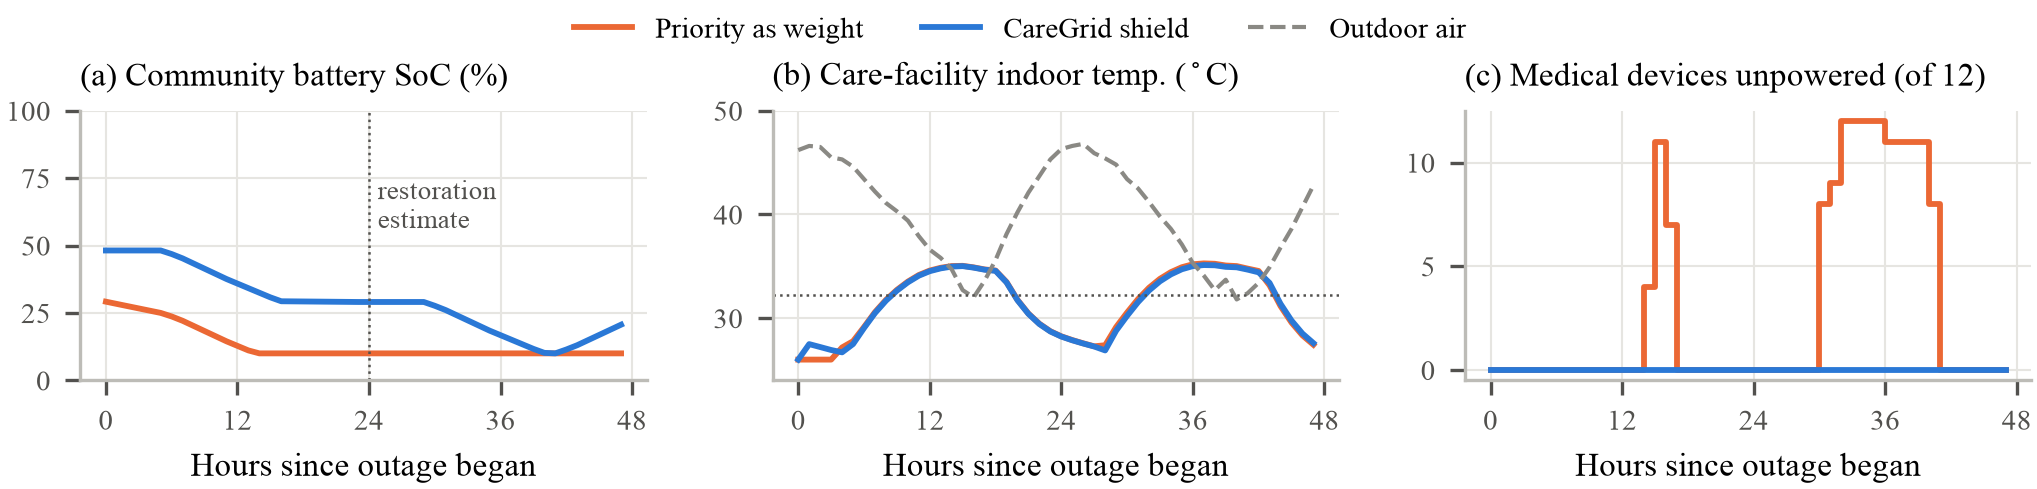 Priority as weight
CareGrid shield
Outdoor air
(a) Community battery SoC (%)
100
75
50
25
0
restoration
estimate
0 12 24 36 48
Hours since outage began
(b) Care-facility indoor temp. (˚C)
50
40
30
0 12 24 36 48
Hours since outage began
(c) Medical devices unpowered (of 12)
10
5
0
0 12 24 36 48
Hours since outage began